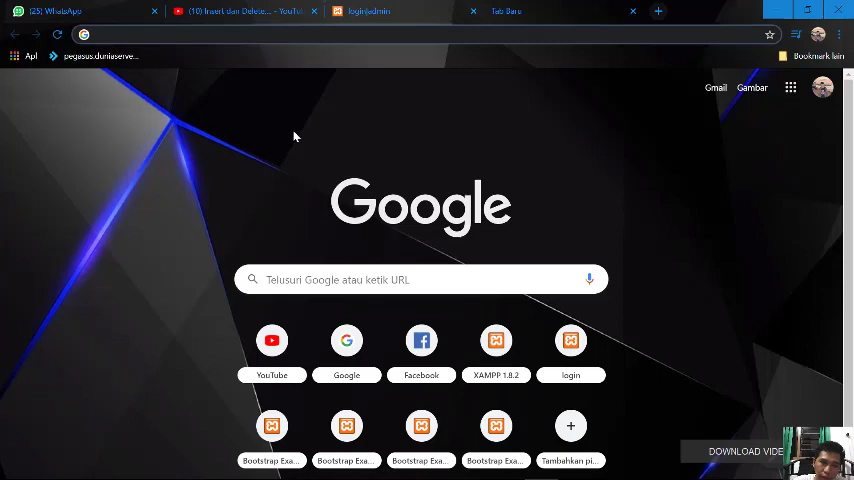 (25) WhatsApp
(10) Insert dan Delete... - YouTu
login|admin
Tab Baru
Apl
pegasus.duniaserve...
Bookmark lain
Gmail
Gambar
Google
Telusuri Google atau ketik URL
YouTube
Google
Facebook
XAMPP 1.8.2
login
Bootstrap Exa...
Bootstrap Exa...
Bootstrap Exa...
Bootstrap Exa...
Tambahkan pi...
DOWNLOAD VIDE